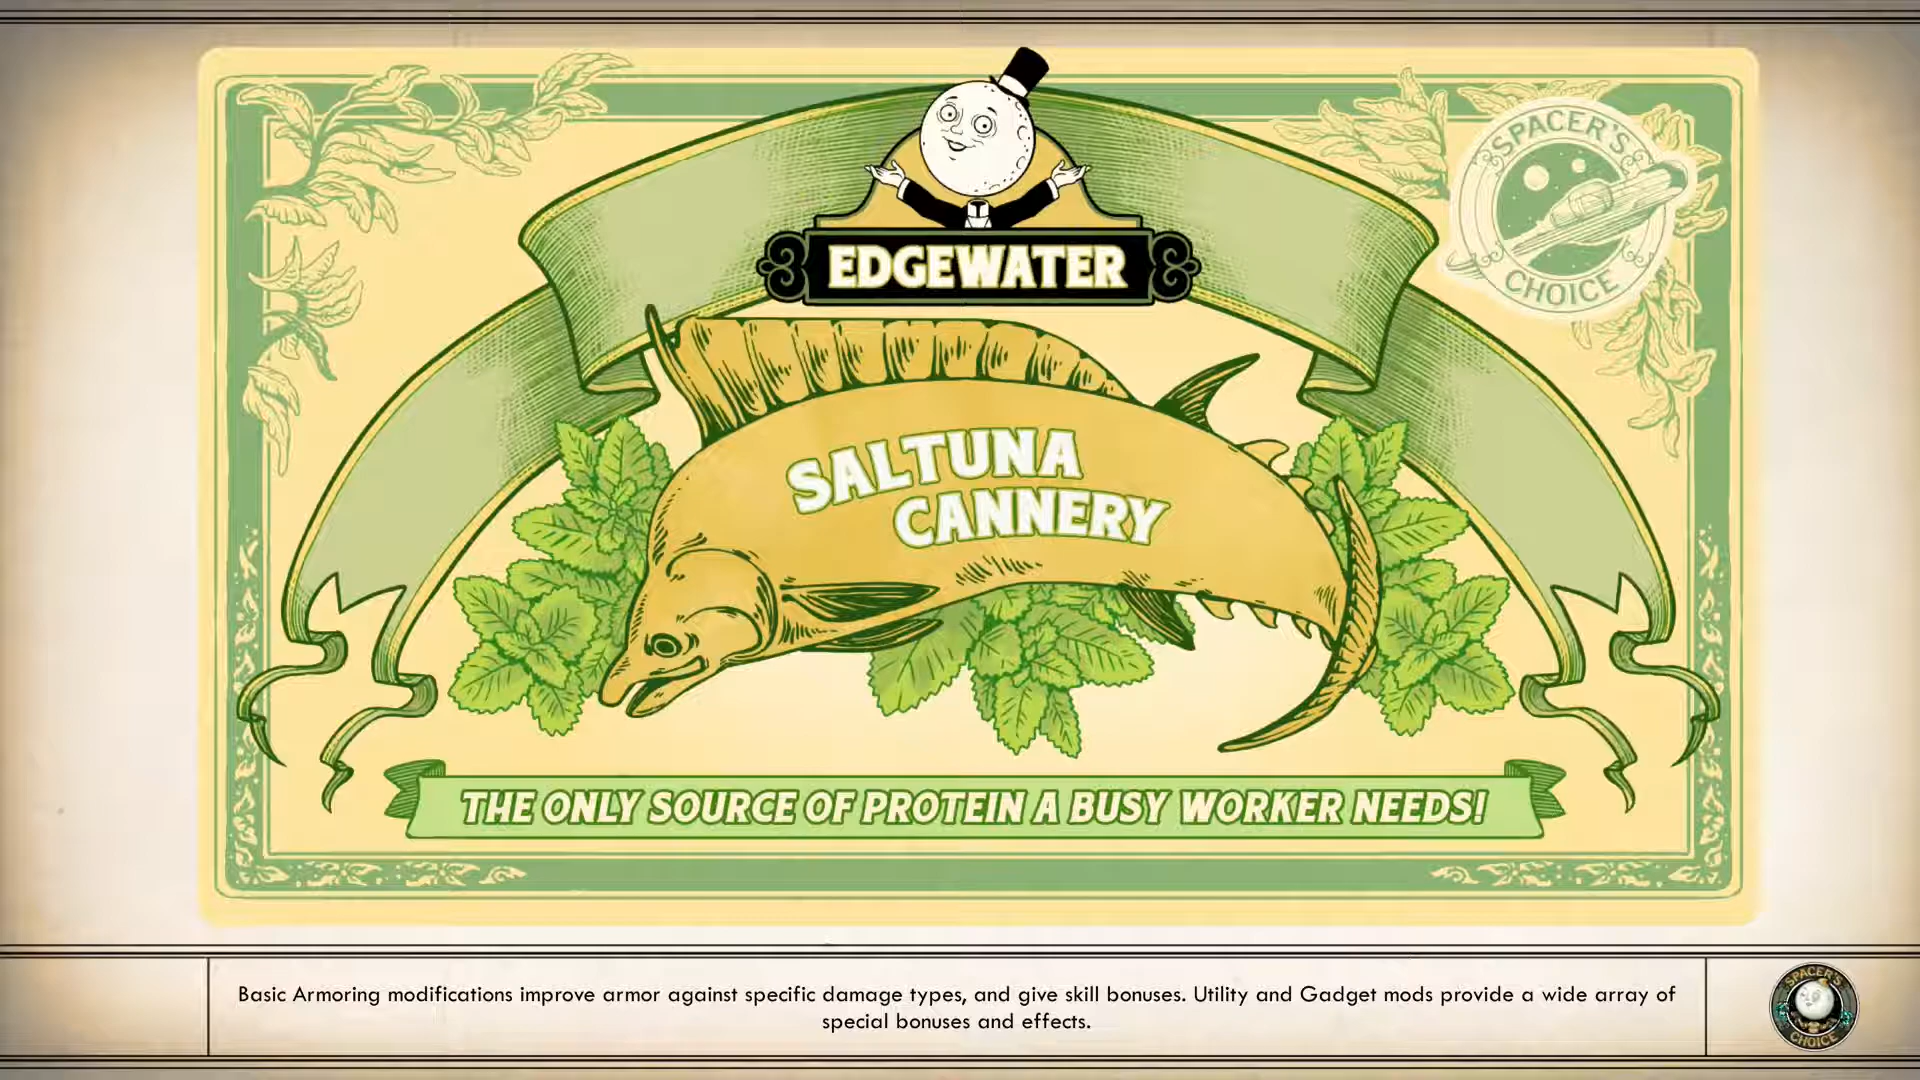 EDGEWATER
SPACER'S
CHOICE
SALTUNA
CANNERY
THE ONLY SOURCE OF PROTEIN A BUSY WORKER NEEDS!
Basic Armoring modifications improve armor against specific damage types, and give skill bonuses. Utility and Gadget mods provide a wide array of
special bonuses and effects.
SPACER'S
CHOICE